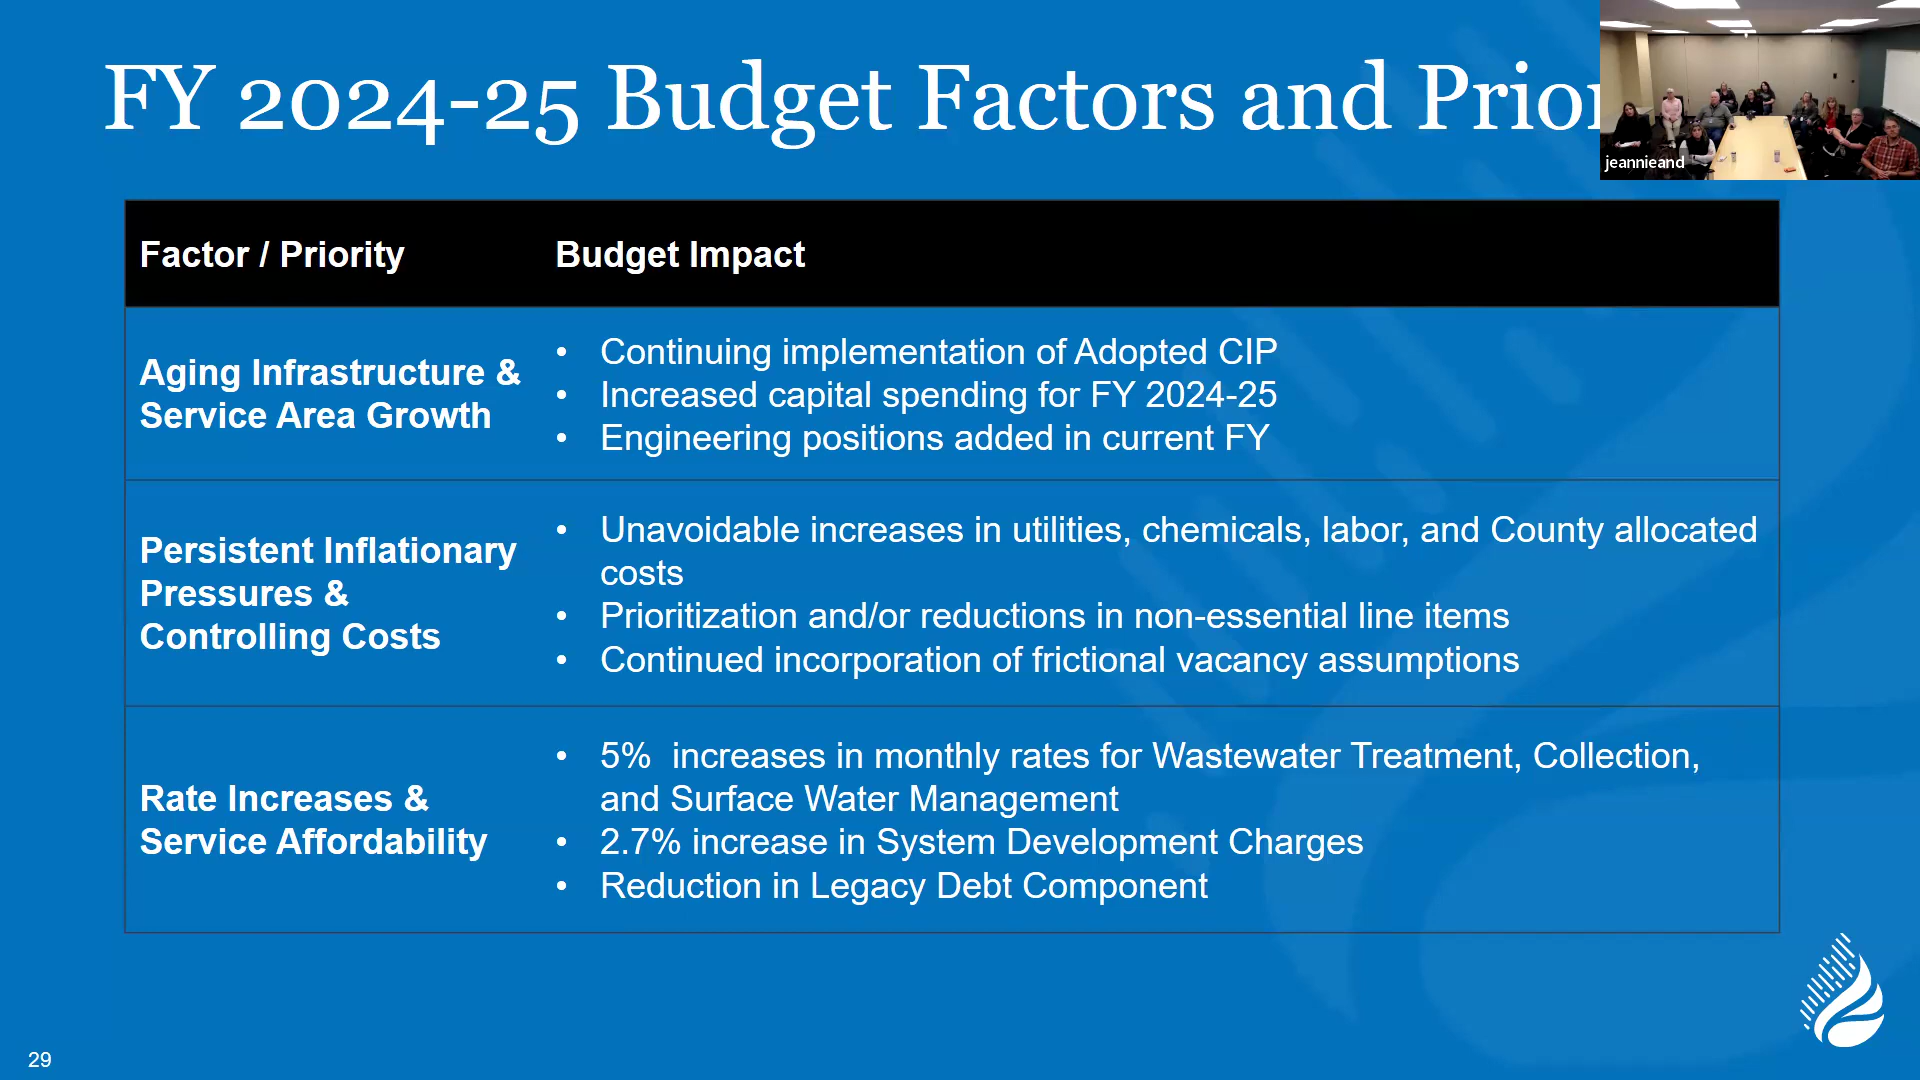 FY 2024-25 Budget Factors and Prior
jeannieand
Factor / Priority
Budget Impact
Aging Infrastructure &
Service Area Growth
• Continuing implementation of Adopted CIP
• Increased capital spending for FY 2024-25
• Engineering positions added in current FY
Persistent Inflationary
Pressures &
Controlling Costs
• Unavoidable increases in utilities, chemicals, labor, and County allocated
costs
• Prioritization and/or reductions in non-essential line items
• Continued incorporation of frictional vacancy assumptions
Rate Increases &
Service Affordability
• 5%  increases in monthly rates for Wastewater Treatment, Collection,
and Surface Water Management
• 2.7% increase in System Development Charges
• Reduction in Legacy Debt Component
29